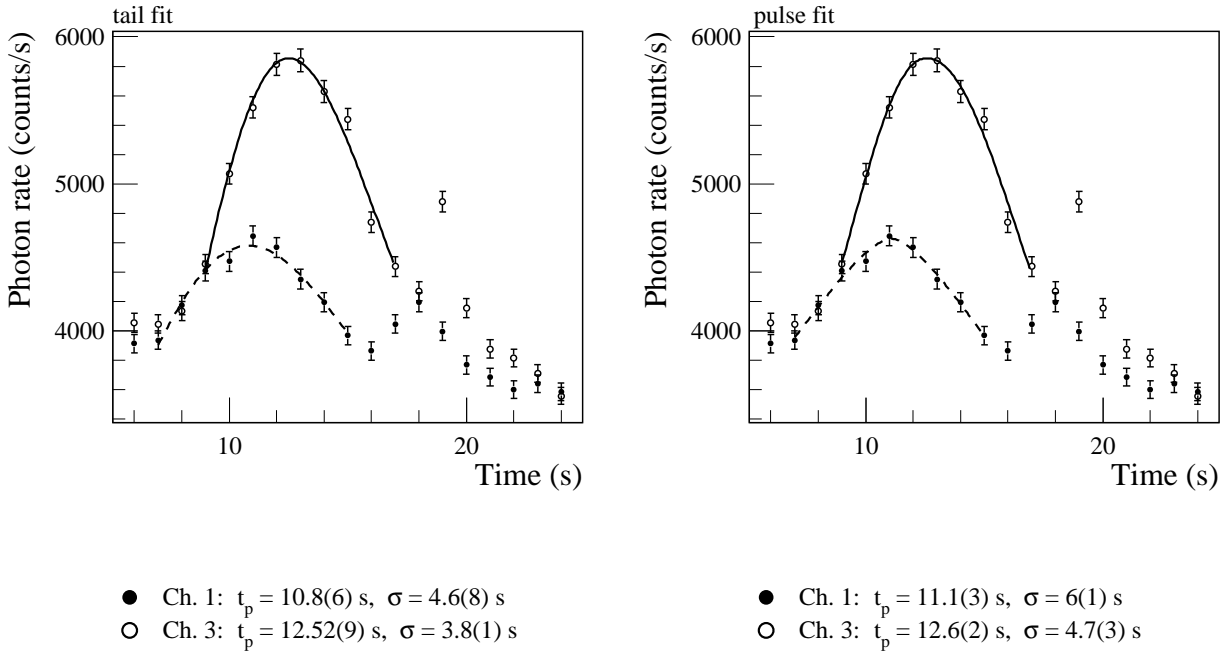 tail fit
Photon rate (counts/s)
6000
5000
4000
10
20
Time (s)
Ch. 1: t_p = 10.8(6) s, σ = 4.6(8) s
Ch. 3: t_p = 12.52(9) s, σ = 3.8(1) s
pulse fit
Photon rate (counts/s)
6000
5000
4000
10
20
Time (s)
Ch. 1: t_p = 11.1(3) s, σ = 6(1) s
Ch. 3: t_p = 12.6(2) s, σ = 4.7(3) s